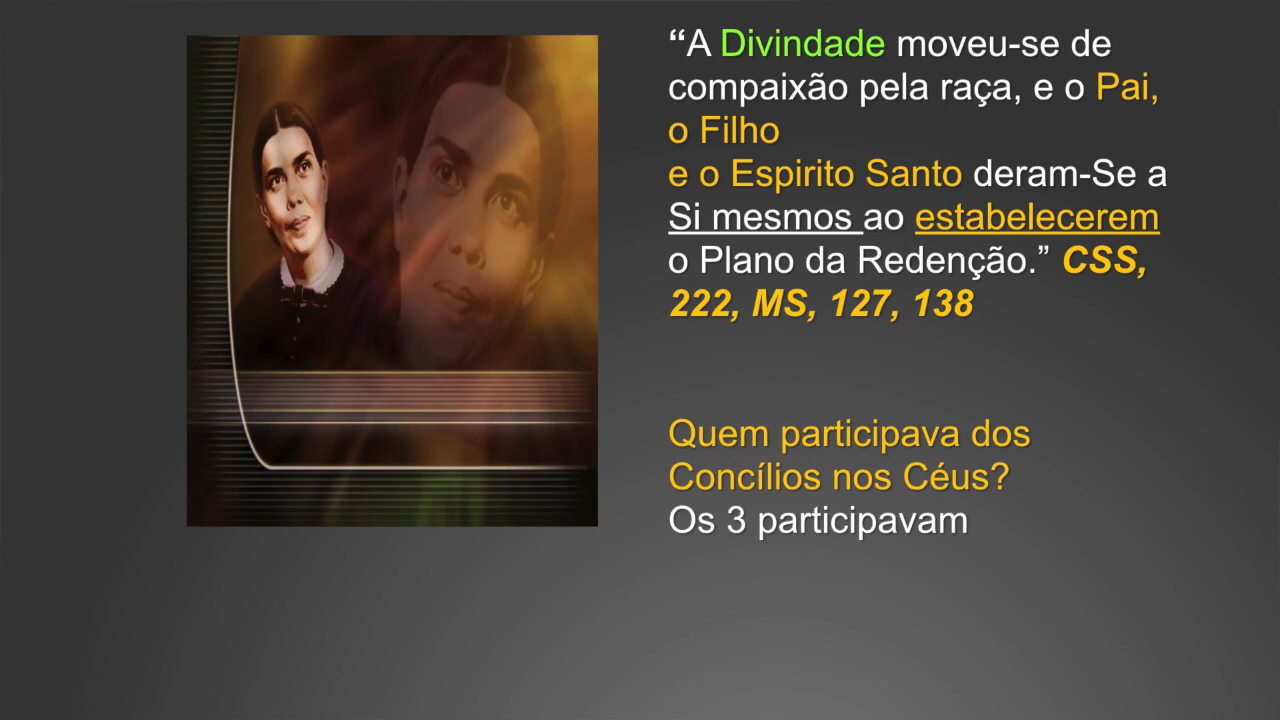 “A Divindade moveu-se de
compaixão pela raça, e o Pai,
o Filho
e o Espirito Santo deram-Se a
Si mesmos ao estabelecerem
o Plano da Redenção.” CSS,
222, MS, 127, 138
Quem participava dos
Concílios nos Céus?
Os 3 participavam